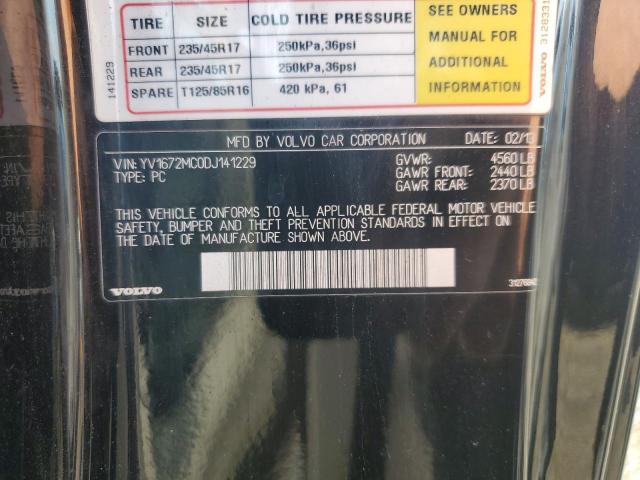 TIRE SIZE COLD TIRE PRESSURE
FRONT 235/45R17 250kPa,36psi
REAR 235/45R17 250kPa,36psi
SPARE T125/85R16 420 kPa, 61
SEE OWNERS
MANUAL FOR
ADDITIONAL
INFORMATION
141229
VOLVO
MFD BY VOLVO CAR CORPORATION DATE: 02/13
VIN: YV1672MC0DJ141229
TYPE: PC
GVWR: 4560 LB
GAWR FRONT: 2440 LB
GAWR REAR: 2370 LB
THIS VEHICLE CONFORMS TO ALL APPLICABLE FEDERAL MOTOR VEHICLE
SAFETY, BUMPER AND THEFT PREVENTION STANDARDS IN EFFECT ON
THE DATE OF MANUFACTURE SHOWN ABOVE.
VOLVO